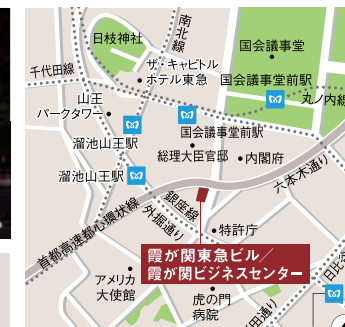 南北線
日枝神社
国会議事堂
ザ・キャピトル
ホテル東急
千代田線
国会議事堂前駅
丸ノ内線
山王
パークタワー
国会議事堂前駅
溜池山王駅
総理大臣官邸
内閣府
溜池山王駅
六本木通り
銀座線
外堀通り
首都高速都心環状線
特許庁
霞が関東急ビル/
霞が関ビジネスセンター
アメリカ
大使館
虎の門
病院
日比
田通り